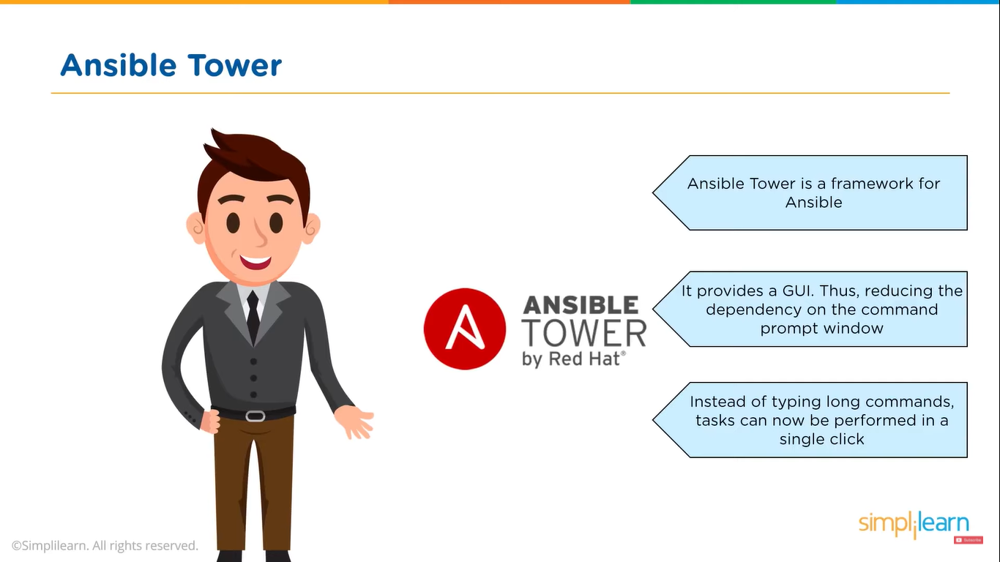 Ansible Tower
Ansible Tower is a framework for
Ansible
ANSIBLE
TOWER
by Red Hat®
It provides a GUI. Thus, reducing the
dependency on the command
prompt window
Instead of typing long commands,
tasks can now be performed in a
single click
simplilearn
Subscribe
©Simplilearn. All rights reserved.